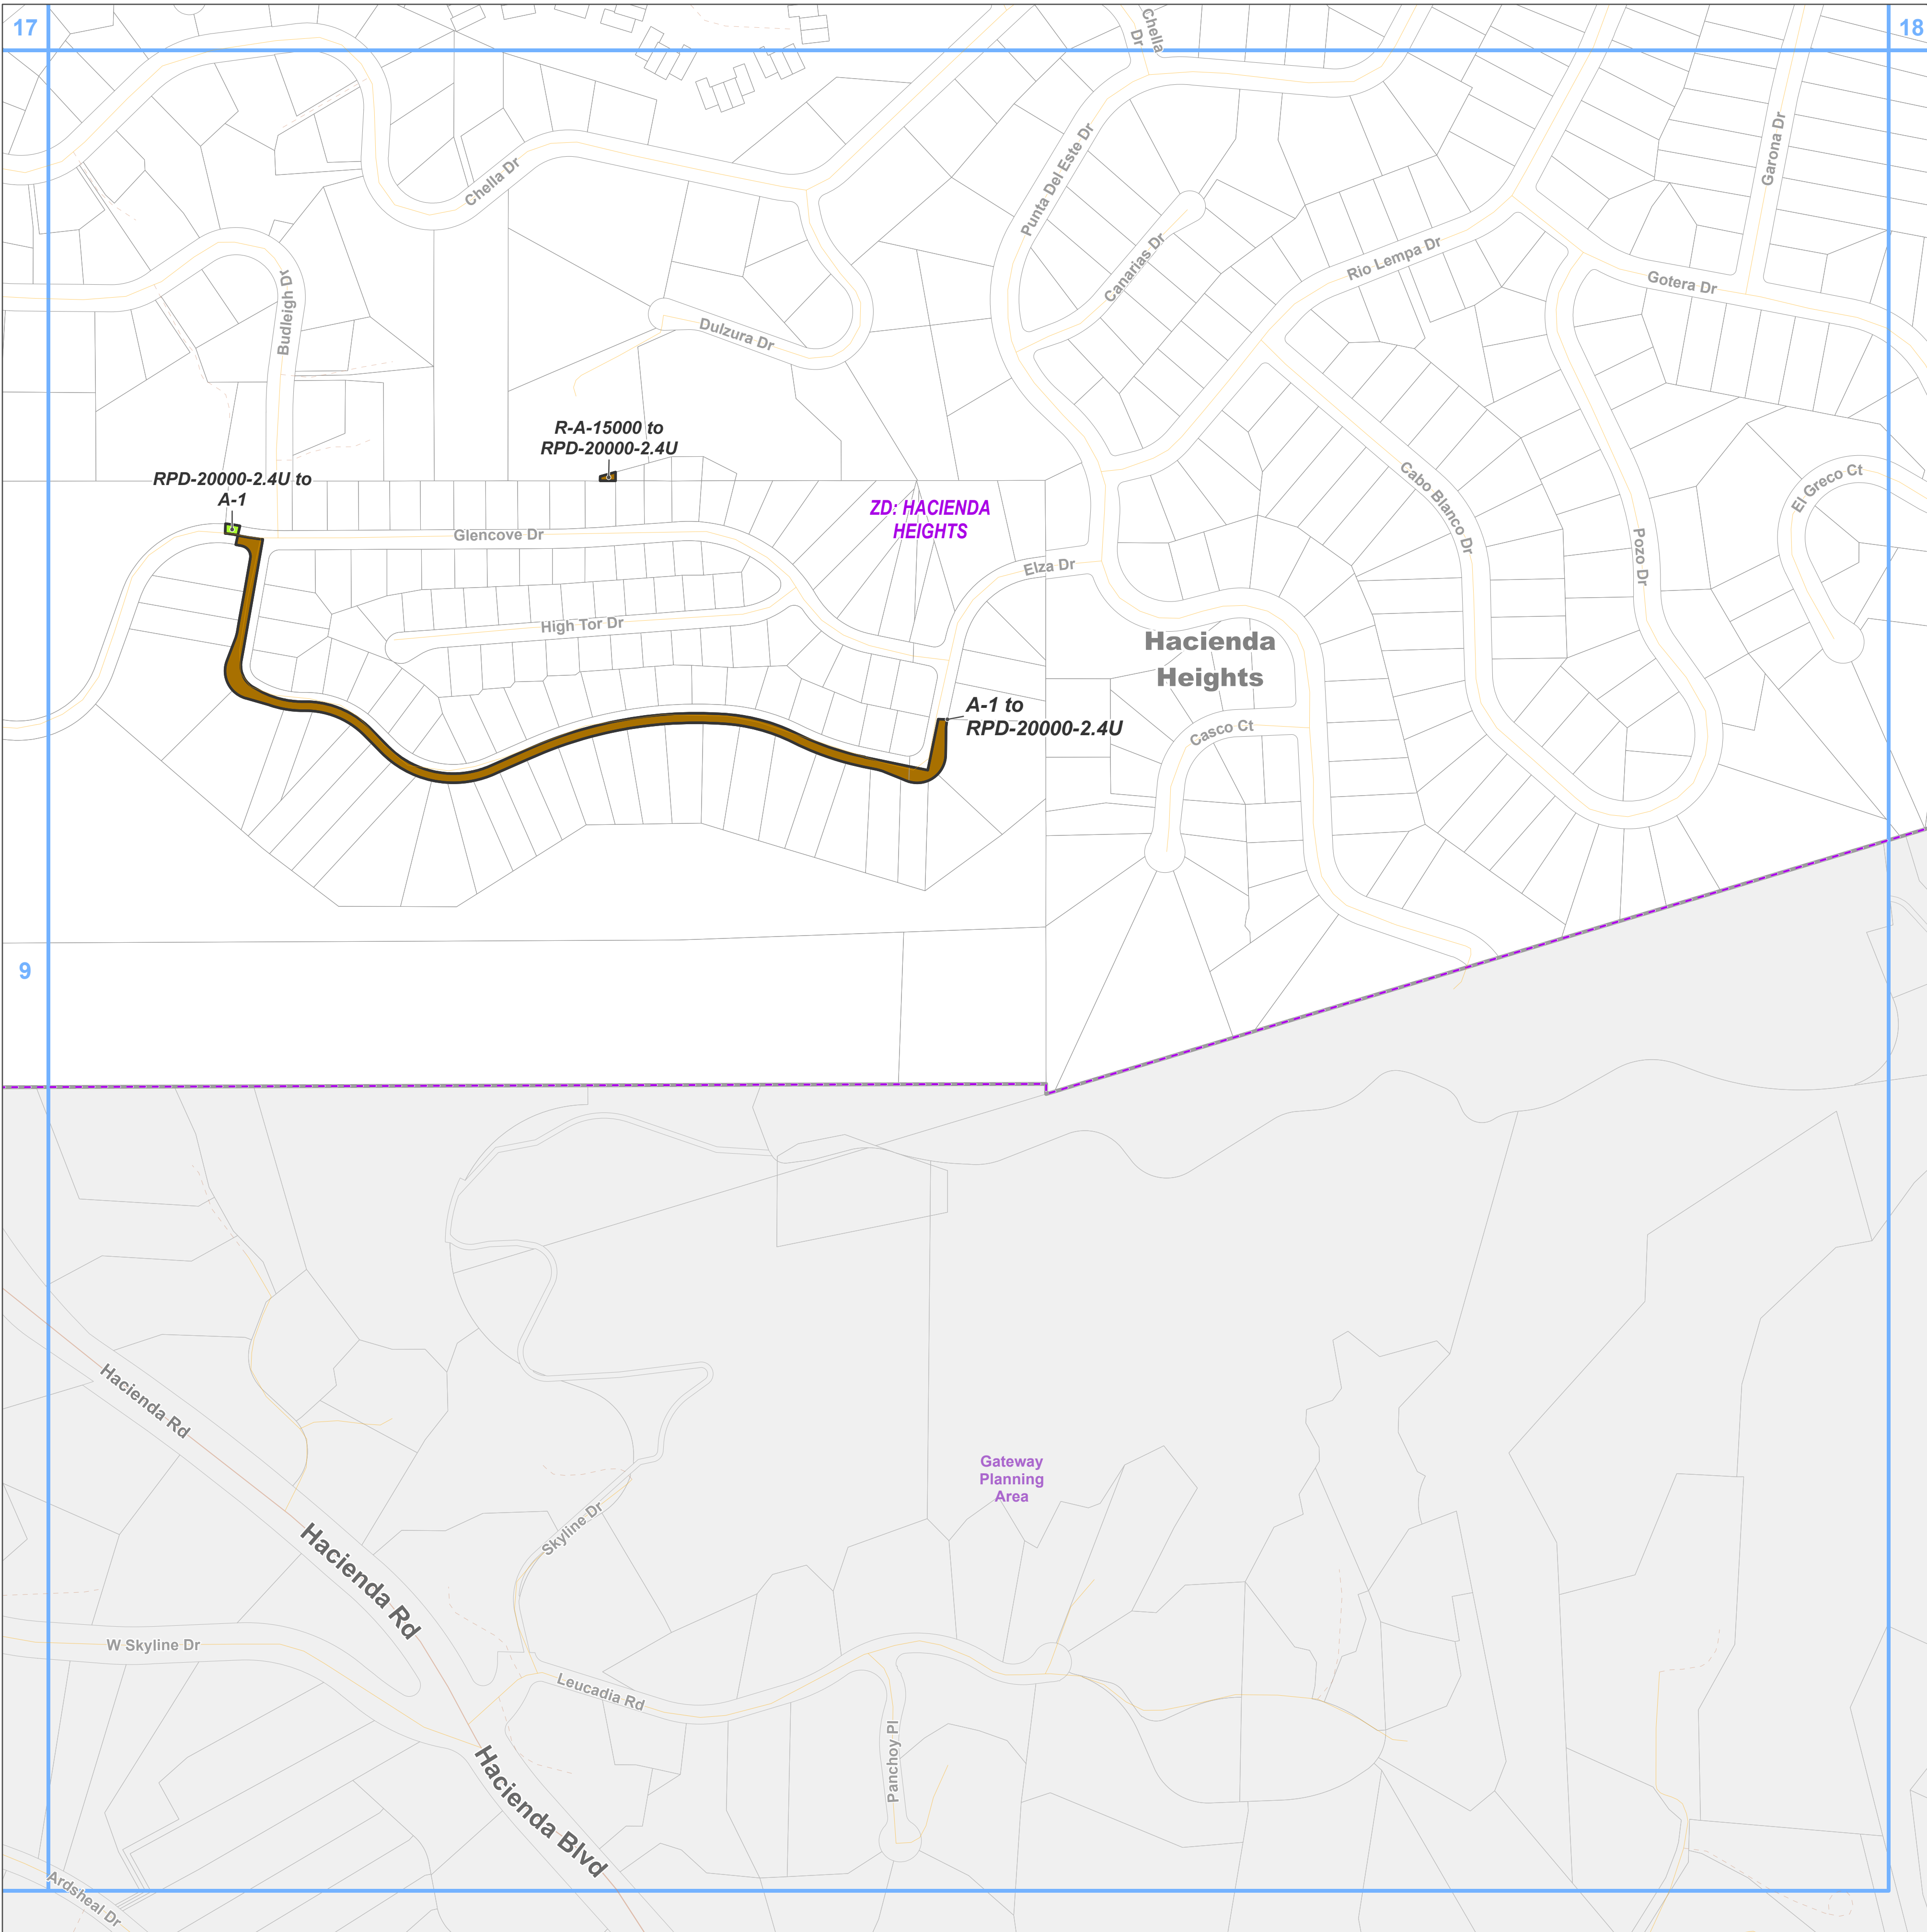 17
18
Chella
Dr
Chella Dr
Punta Del Este Dr
Garona Dr
Canarias Dr
Rio Lempa Dr
Gotera Dr
Budleigh Dr
Dulzura Dr
R-A-15000 to
RPD-20000-2.4U
RPD-20000-2.4U to
A-1
Cabo Blanco Dr
El Greco Ct
ZD: HACIENDA
HEIGHTS
Glencove Dr
Pozo Dr
Elza Dr
High Tor Dr
Hacienda
Heights
A-1 to
RPD-20000-2.4U
Casco Ct
9
Hacienda Rd
Gateway
Planning
Area
Skyline Dr
Hacienda Rd
W Skyline Dr
Leucadia Rd
Panchoy Pl
Hacienda Blvd
Ardsheal Dr